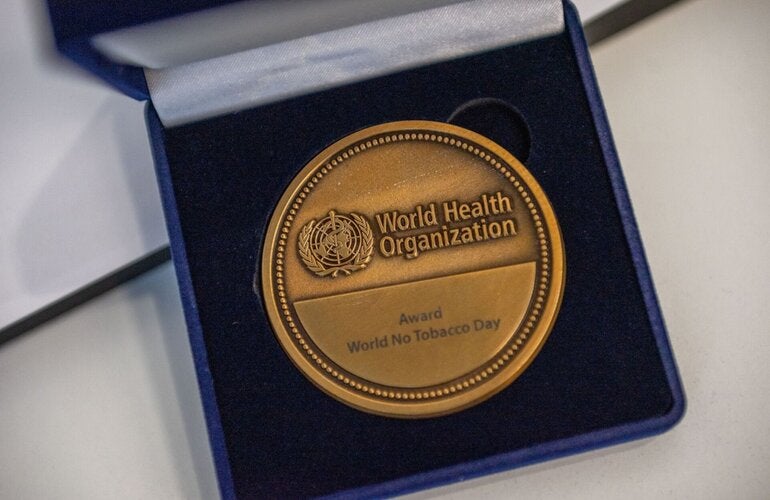 World Health
Organization
Award
World No Tobacco Day